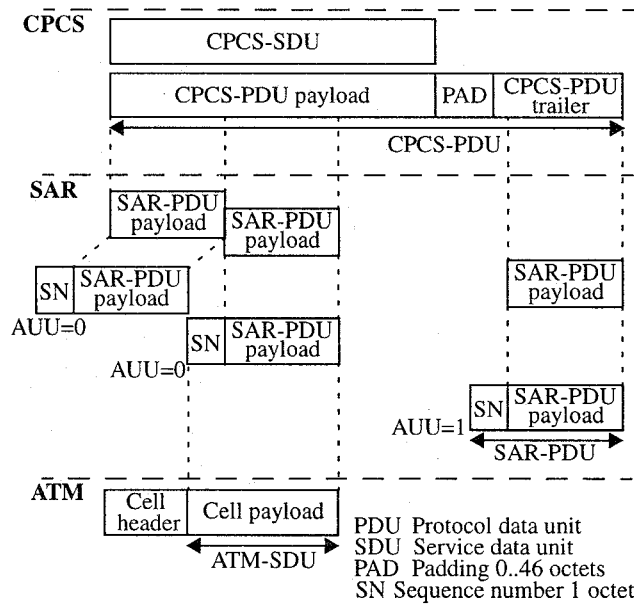 CPCS
CPCS-SDU
CPCS-PDU payload
PAD
CPCS-PDU
trailer
CPCS-PDU
SAR
SAR-PDU
payload
SAR-PDU
payload
SN
SAR-PDU
payload
SAR-PDU
payload
AUU=0
SN
SAR-PDU
payload
AUU=0
SN
SAR-PDU
payload
AUU=1
SAR-PDU
ATM
Cell
header
Cell payload
ATM-SDU
PDU Protocol data unit
SDU Service data unit
PAD Padding 0..46 octets
SN Sequence number 1 octet